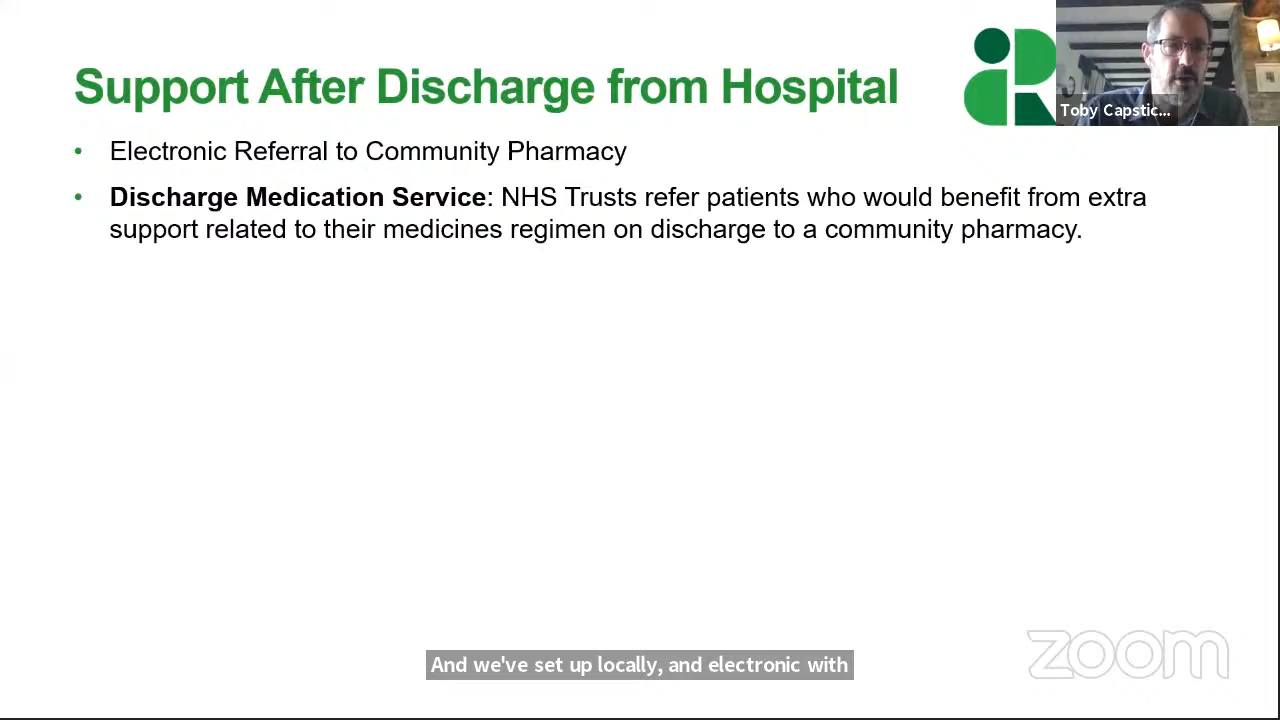 Support After Discharge from Hospital
Toby Capstic...
• Electronic Referral to Community Pharmacy
• Discharge Medication Service: NHS Trusts refer patients who would benefit from extra
support related to their medicines regimen on discharge to a community pharmacy.
And we've set up locally, and electronic with
zoom